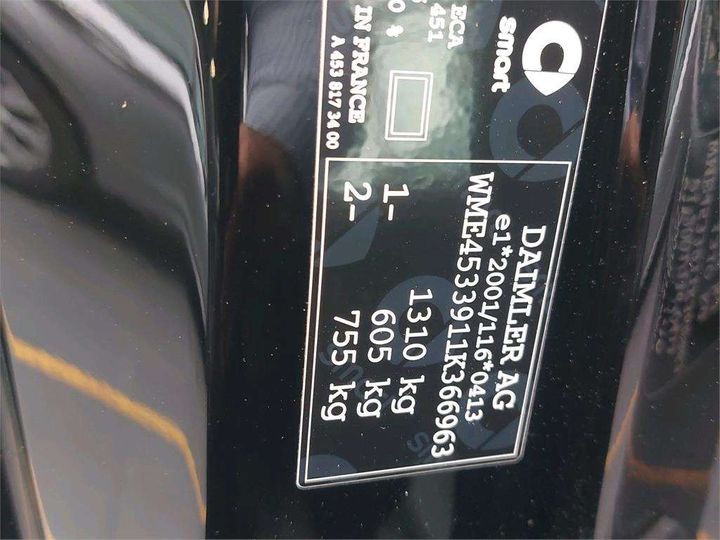 smart
ECA
451
0 *
IN FRANCE
A 453 817 34 00
DAIMLER AG
e1*2001/116*0413
WME4533911K366963
1310 kg
1- 605 kg
2- 755 kg